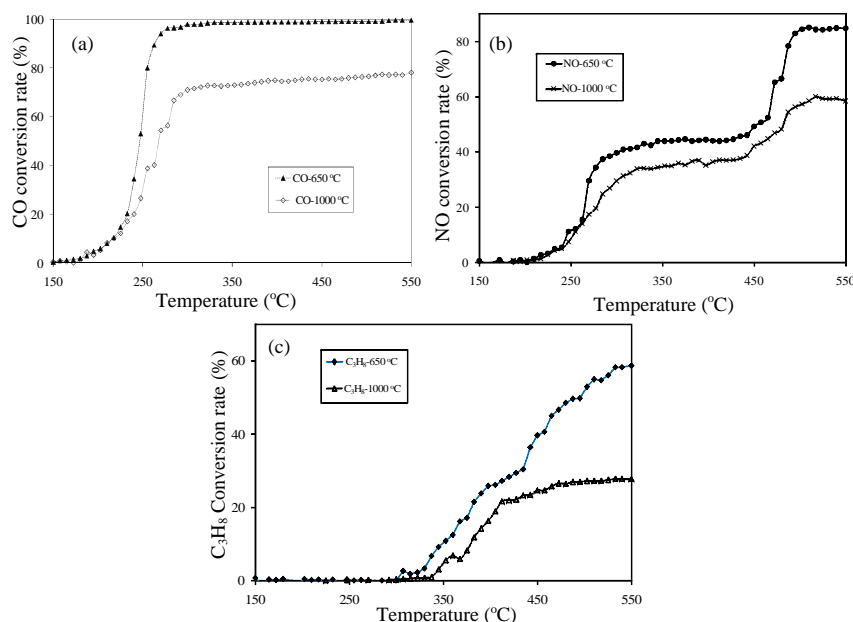 (a)
CO conversion rate (%)
100
80
60
40
20
0
CO-650 °C
CO-1000 °C
150
250
350
450
550
Temperature (°C)
(b)
NO conversion rate (%)
80
60
40
20
0
NO-650 °C
NO-1000 °C
150
250
350
450
550
Temperature (°C)
(c)
C₃H₈ Conversion rate (%)
60
40
20
0
C₃H₈-650 °C
C₃H₈-1000 °C
150
250
350
450
550
Temperature (°C)